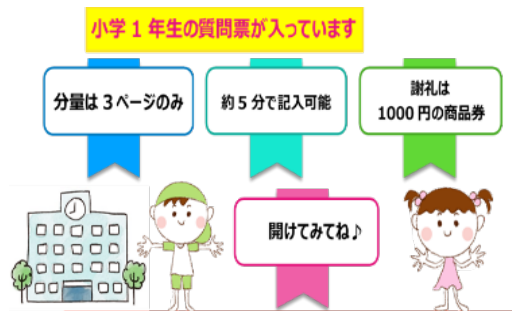 小学1年生の質問票が入っています
分量は3ページのみ
約5分で記入可能
謝礼は
1000円の商品券
開けてみてね♪